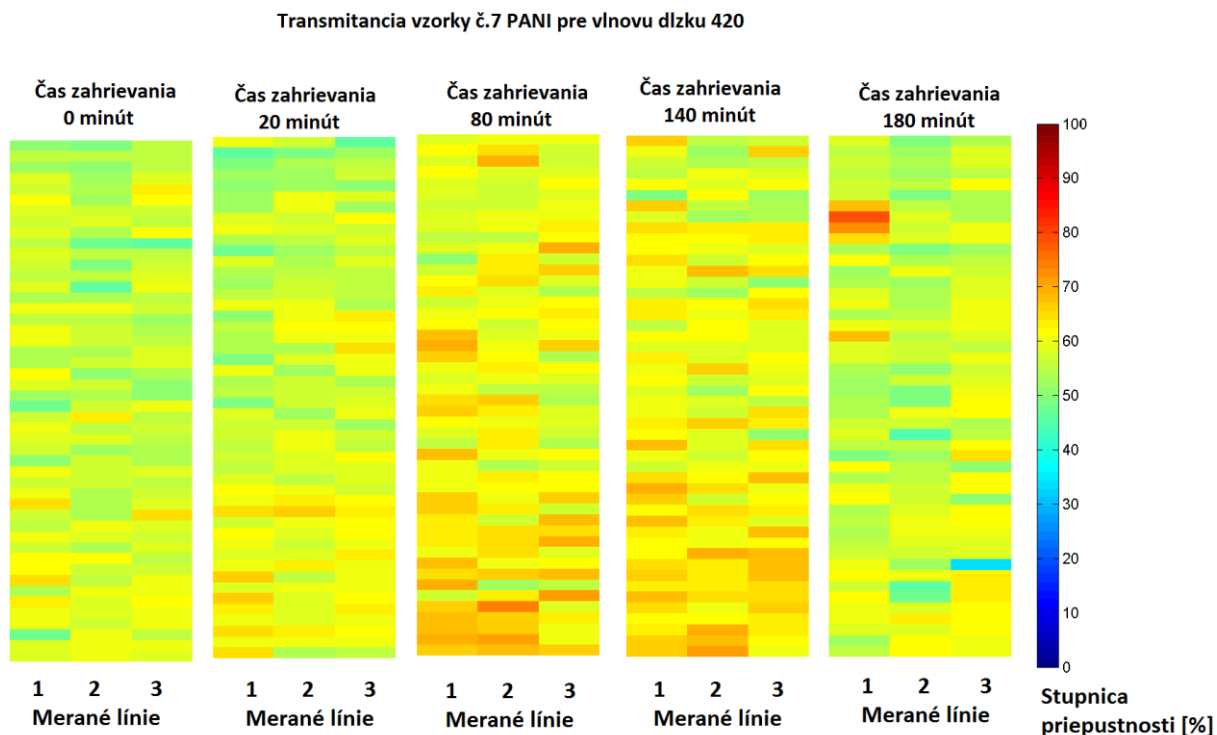 Transmitancia vzorky č.7 PANI pre vlnovu dlzku 420
Čas zahrievania
0 minút
Čas zahrievania
20 minút
Čas zahrievania
80 minút
Čas zahrievania
140 minút
Čas zahrievania
180 minút
100
90
80
70
60
50
40
30
20
10
0
1 2 3
Merané línie
1 2 3
Merané línie
1 2 3
Merané línie
1 2 3
Merané línie
1 2 3
Merané línie
Stupnica
priepustnosti [%]